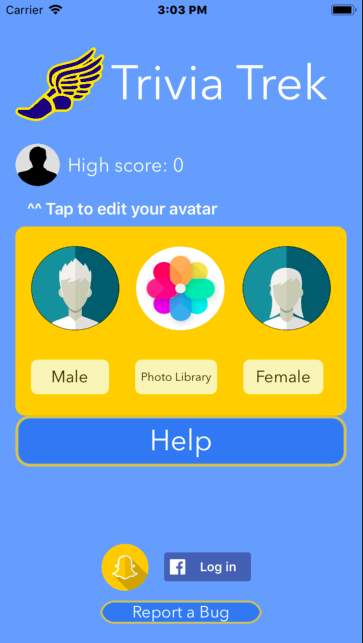 Carrier 3:03 PM
Trivia Trek
High score: 0
^^ Tap to edit your avatar
Male Photo Library Female
Help
f Log in
Report a Bug